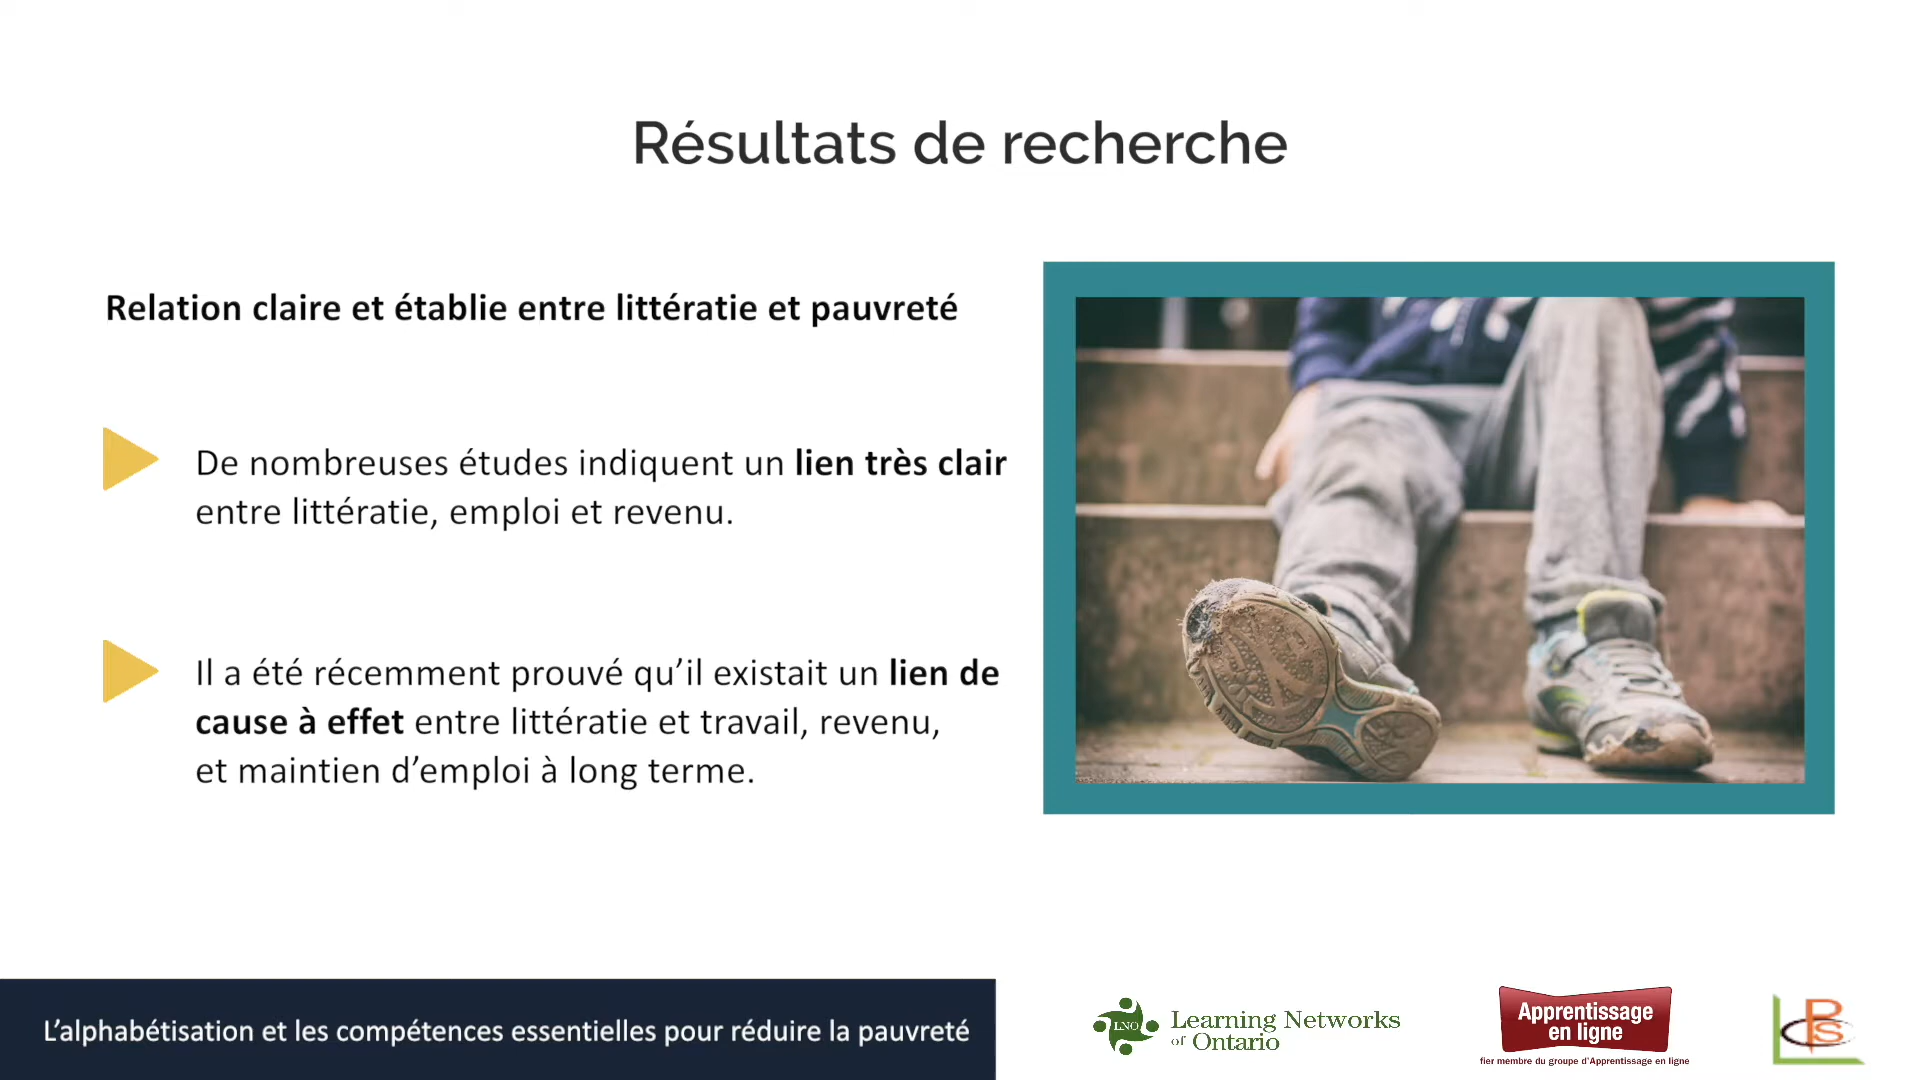 Résultats de recherche
Relation claire et établie entre littératie et pauvreté
De nombreuses études indiquent un lien très clair
entre littératie, emploi et revenu.
Il a été récemment prouvé qu’il existait un lien de
cause à effet entre littératie et travail, revenu,
et maintien d’emploi à long terme.
L’alphabétisation et les compétences essentielles pour réduire la pauvreté
LNO
Learning Networks
of Ontario
Apprentissage
en ligne
fier membre du groupe d’Apprentissage en ligne